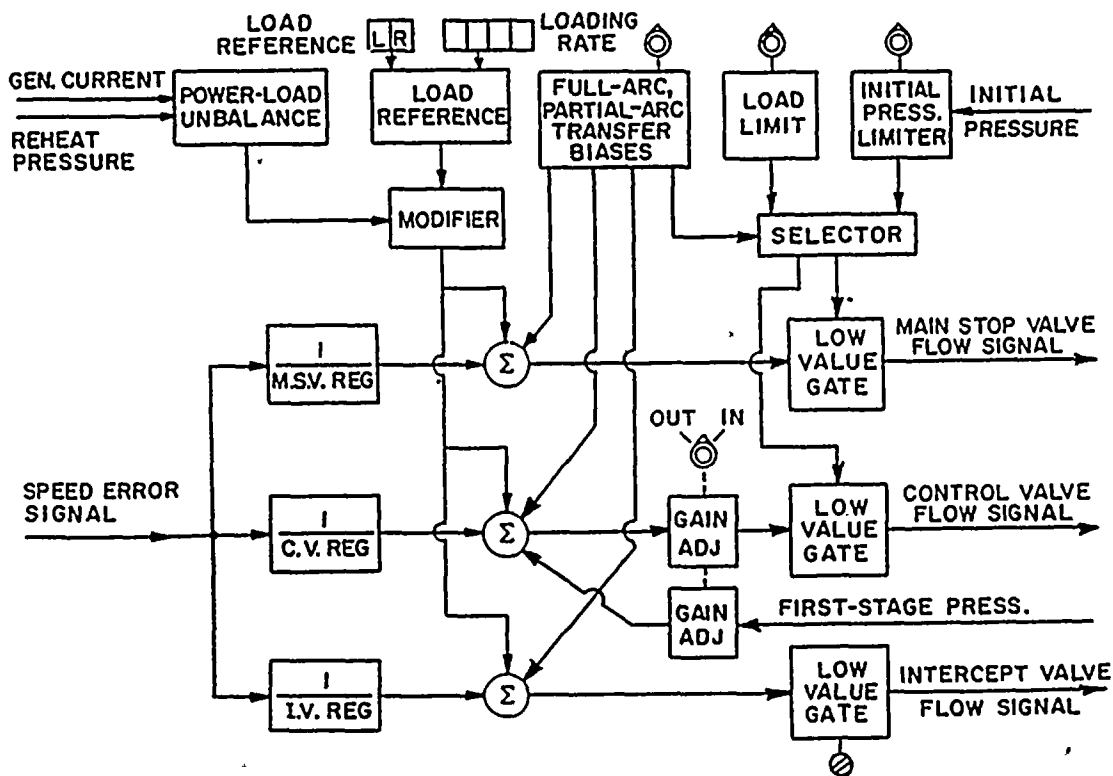 LOAD
REFERENCE
L R
LOADING
RATE
GEN. CURRENT
REHEAT
PRESSURE
POWER-LOAD
UNBALANCE
LOAD
REFERENCE
FULL-ARC,
PARTIAL-ARC
TRANSFER
BIASES
LOAD
LIMIT
INITIAL
PRESS.
LIMITER
INITIAL
PRESSURE
MODIFIER
SELECTOR
1
M.S.V. REG
Σ
LOW
VALUE
GATE
MAIN STOP VALVE
FLOW SIGNAL
OUT IN
SPEED ERROR
SIGNAL
1
C.V. REG
Σ
GAIN
ADJ
LOW
VALUE
GATE
CONTROL VALVE
FLOW SIGNAL
GAIN
ADJ
FIRST-STAGE PRESS.
1
I.V. REG
Σ
LOW
VALUE
GATE
INTERCEPT VALVE
FLOW SIGNAL